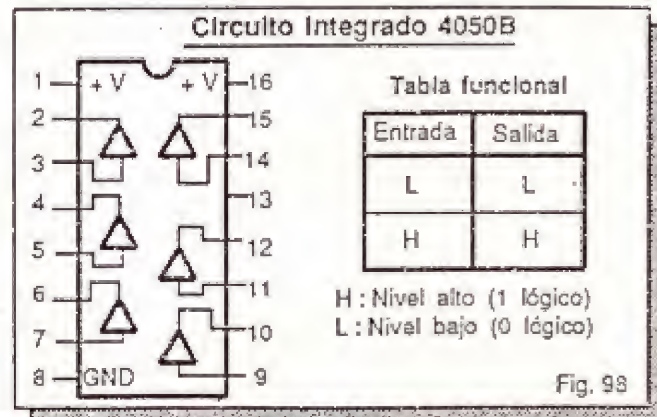 Circuito Integrado 4050B
1 + V + V 16
2 15
3 14
4 13
5 12
6 11
7 10
8 GND 9
Tabla funcional
Entrada Salida
L L
H H
H : Nivel alto (1 lógico)
L : Nivel bajo (0 lógico)
Fig. 98